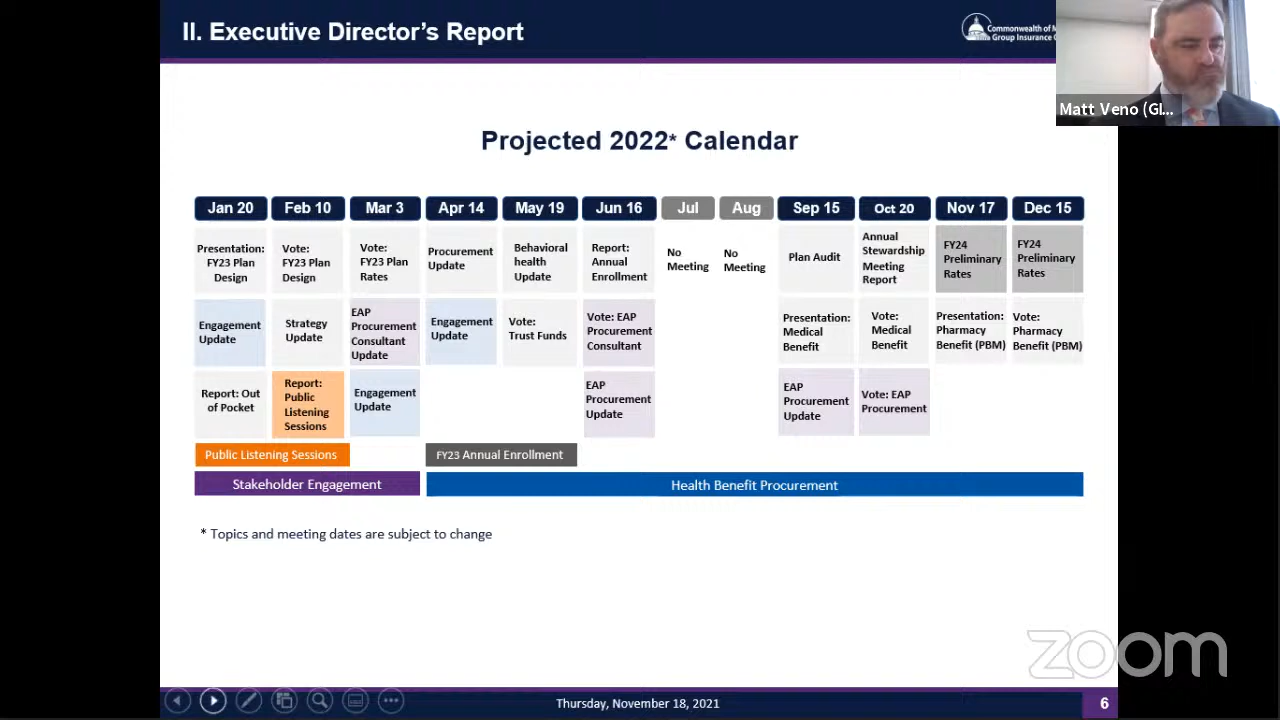 II. Executive Director's Report
Commonwealth of M
Group Insurance C
Matt Veno (GI...
Projected 2022* Calendar
Jan 20 Feb 10 Mar 3 Apr 14 May 19 Jun 16 Jul Aug Sep 15 Oct 20 Nov 17 Dec 15
Presentation:
FY23 Plan
Design
Vote:
FY23 Plan
Design
Vote:
FY23 Plan
Rates
Procurement
Update
Behavioral
health
Update
Report:
Annual
Enrollment
No
Meeting
No
Meeting
Plan Audit
Annual
Stewardship
Meeting
Report
FY24
Preliminary
Rates
FY24
Preliminary
Rates
Engagement
Update
Strategy
Update
EAP
Procurement
Consultant
Update
Engagement
Update
Vote:
Trust Funds
Vote: EAP
Procurement
Consultant
Presentation:
Medical
Benefit
Vote:
Medical
Benefit
Presentation:
Pharmacy
Benefit (PBM)
Vote:
Pharmacy
Benefit (PBM)
Report: Out
of Pocket
Report:
Public
Listening
Sessions
Engagement
Update
EAP
Procurement
Update
EAP
Procurement
Update
Vote: EAP
Procurement
Public Listening Sessions
FY23 Annual Enrollment
Stakeholder Engagement
Health Benefit Procurement
* Topics and meeting dates are subject to change
zoom
Thursday, November 18, 2021
6